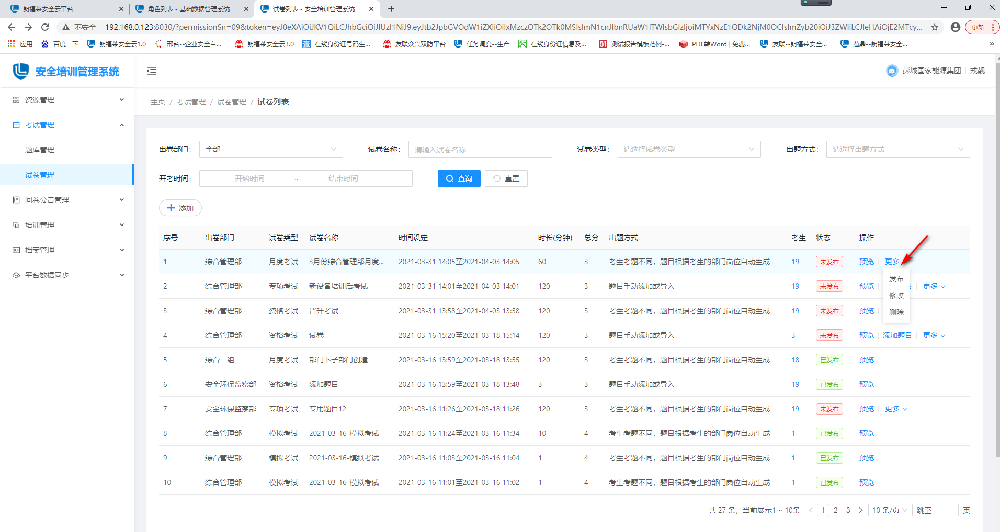 朗福莱安全云平台
角色列表 - 基础数据管理系统
试卷列表 - 安全培训管理系统
不安全
应用
百度一下
朗福莱安全云1.0
邢台--企业安全自...
朗福莱安全云3.0
在线身份证号码生...
友联众兴双防平台
任务调度--生产
在线身份证信息及...
测试报告模板范例-...
PDF转Word | 免费...
友联--朗福莱安全...
蕴鼎--朗福莱安全...
更新
安全培训管理系统
彭城国家能源集团
戎靓
资源管理
考试管理
题库管理
试卷管理
问卷公告管理
培训管理
档案管理
平台数据同步
主页 / 考试管理 / 试卷管理 / 试卷列表
出卷部门： 全部 试卷名称： 请输入试卷名称 试卷类型： 请选择试卷类型 出题方式： 请选择出题方式
开考时间： 开始时间 ~ 结束时间 查询 重置
添加
序号 出卷部门 试卷类型 试卷名称 时间设定 时长(分钟) 总分 出题方式 考生 状态 操作
1 综合管理部 月度考试 3月份综合管理部月度... 2021-03-31 14:05至2021-04-03 14:05 60 3 考生考题不同，题目根据考生的部门岗位自动生成 19 未发布 预览 更多
发布
修改
删除
2 综合管理部 专项考试 新设备培训后考试 2021-03-31 14:01至2021-04-03 14:01 120 3 题目手动添加或导入 19 未发布 预览 更多
3 综合管理部 资格考试 晋升考试 2021-03-31 13:58至2021-04-03 13:58 120 3 考生考题不同，题目根据考生的部门岗位自动生成 19 未发布 预览
4 综合管理部 资格考试 试卷 2021-03-16 15:20至2021-03-18 15:14 120 3 题目手动添加或导入 3 未发布 预览 添加题目 更多
5 综合一组 月度考试 部门下子部门创建 2021-03-16 13:59至2021-03-18 13:55 120 3 考生考题不同，题目根据考生的部门岗位自动生成 18 已发布 预览
6 安全环保监察部 资格考试 添加题目 2021-03-16 13:59至2021-03-18 13:48 3 3 题目手动添加或导入 19 已发布 预览
7 安全环保监察部 专项考试 专用题目12 2021-03-16 11:26至2021-03-18 11:26 120 3 考生考题不同，题目根据考生的部门岗位自动生成 19 未发布 预览 更多
8 综合管理部 模拟考试 2021-03-16-模拟考试 2021-03-16 11:24至2021-03-16 11:34 10 4 考生考题不同，题目根据考生的部门岗位自动生成 1 已发布 预览
9 综合管理部 模拟考试 2021-03-16-模拟考试 2021-03-16 11:03至2021-03-16 11:04 1 4 考生考题不同，题目根据考生的部门岗位自动生成 1 已发布 预览
10 综合管理部 模拟考试 2021-03-16-模拟考试 2021-03-16 11:01至2021-03-16 11:02 1 4 考生考题不同，题目根据考生的部门岗位自动生成 1 已发布 预览
共 27 条，当前展示1 ~ 10条 < 1 2 3 > 10 条/页 跳至 页